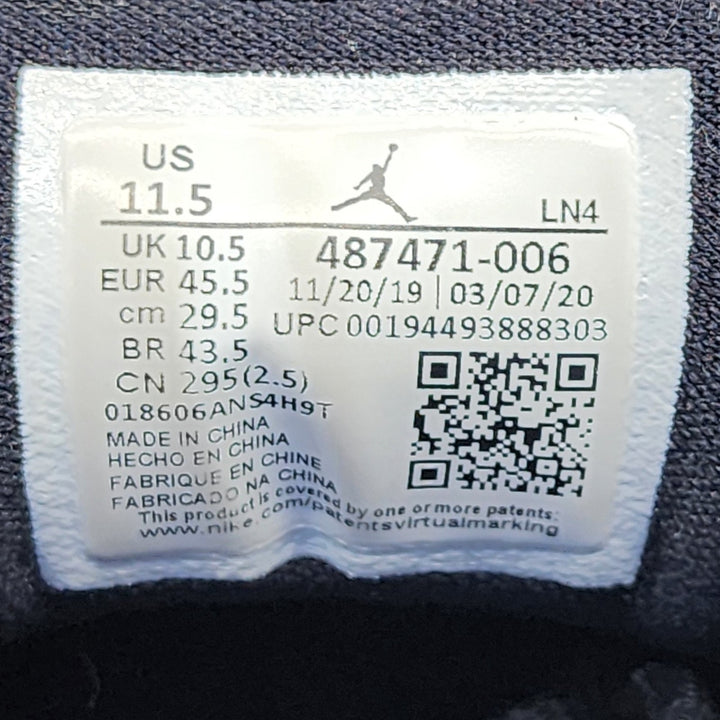 US
11.5
LN4
UK 10.5
EUR 45.5
cm 29.5
BR 43.5
CN 295(2.5)
487471-006
11/20/19 | 03/07/20
UPC 00194493888303
018606ANS4H9T
MADE IN CHINA
HECHO EN CHINA
FABRIQUE EN CHINE
FABRICADO NA CHINA
This product is covered by one or more patents:
www.nike.com/patentsvirtualmarking